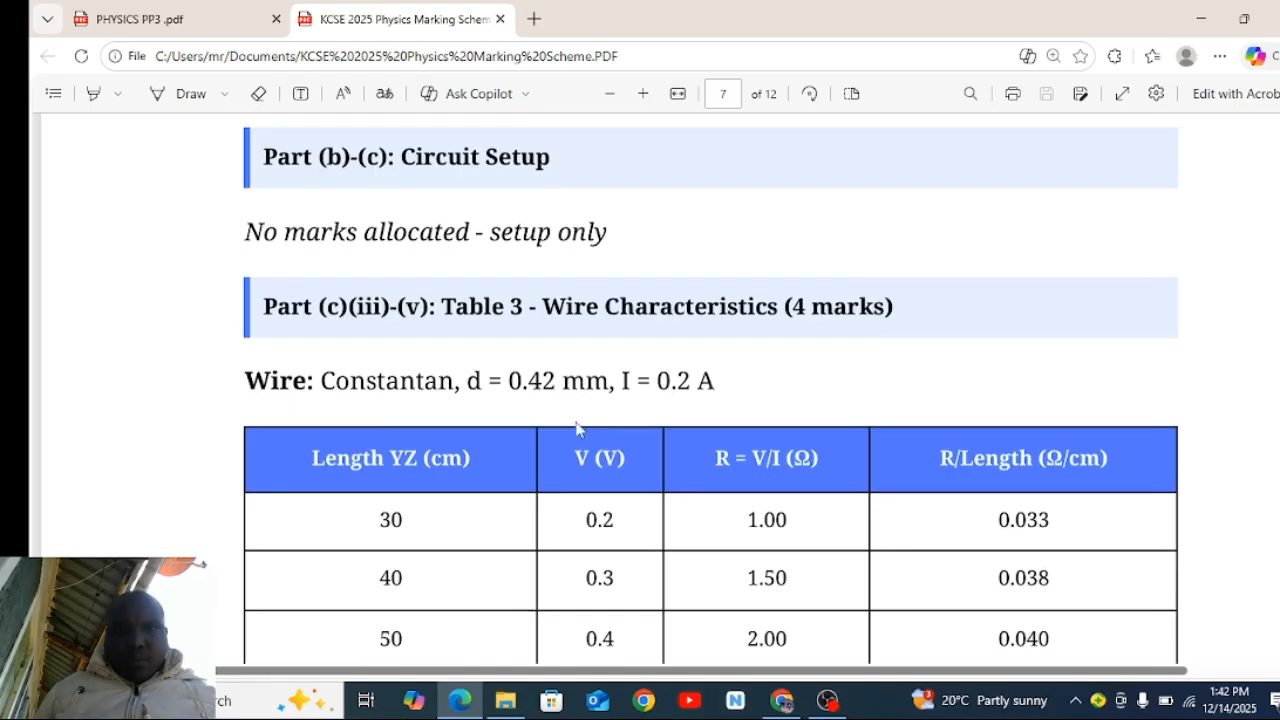 PHYSICS PP3 .pdf
KCSE 2025 Physics Marking Schem
File C:/Users/mr/Documents/KCSE%202025%20Physics%20Marking%20Scheme.PDF
Draw Ask Copilot 7 of 12 Edit with Acrob
Part (b)-(c): Circuit Setup
No marks allocated - setup only
Part (c)(iii)-(v): Table 3 - Wire Characteristics (4 marks)
Wire: Constantan, d = 0.42 mm, I = 0.2 A
Length YZ (cm) V (V) R = V/I (Ω) R/Length (Ω/cm)
30 0.2 1.00 0.033
40 0.3 1.50 0.038
50 0.4 2.00 0.040
rch 20°C Partly sunny 1:42 PM
12/14/2025